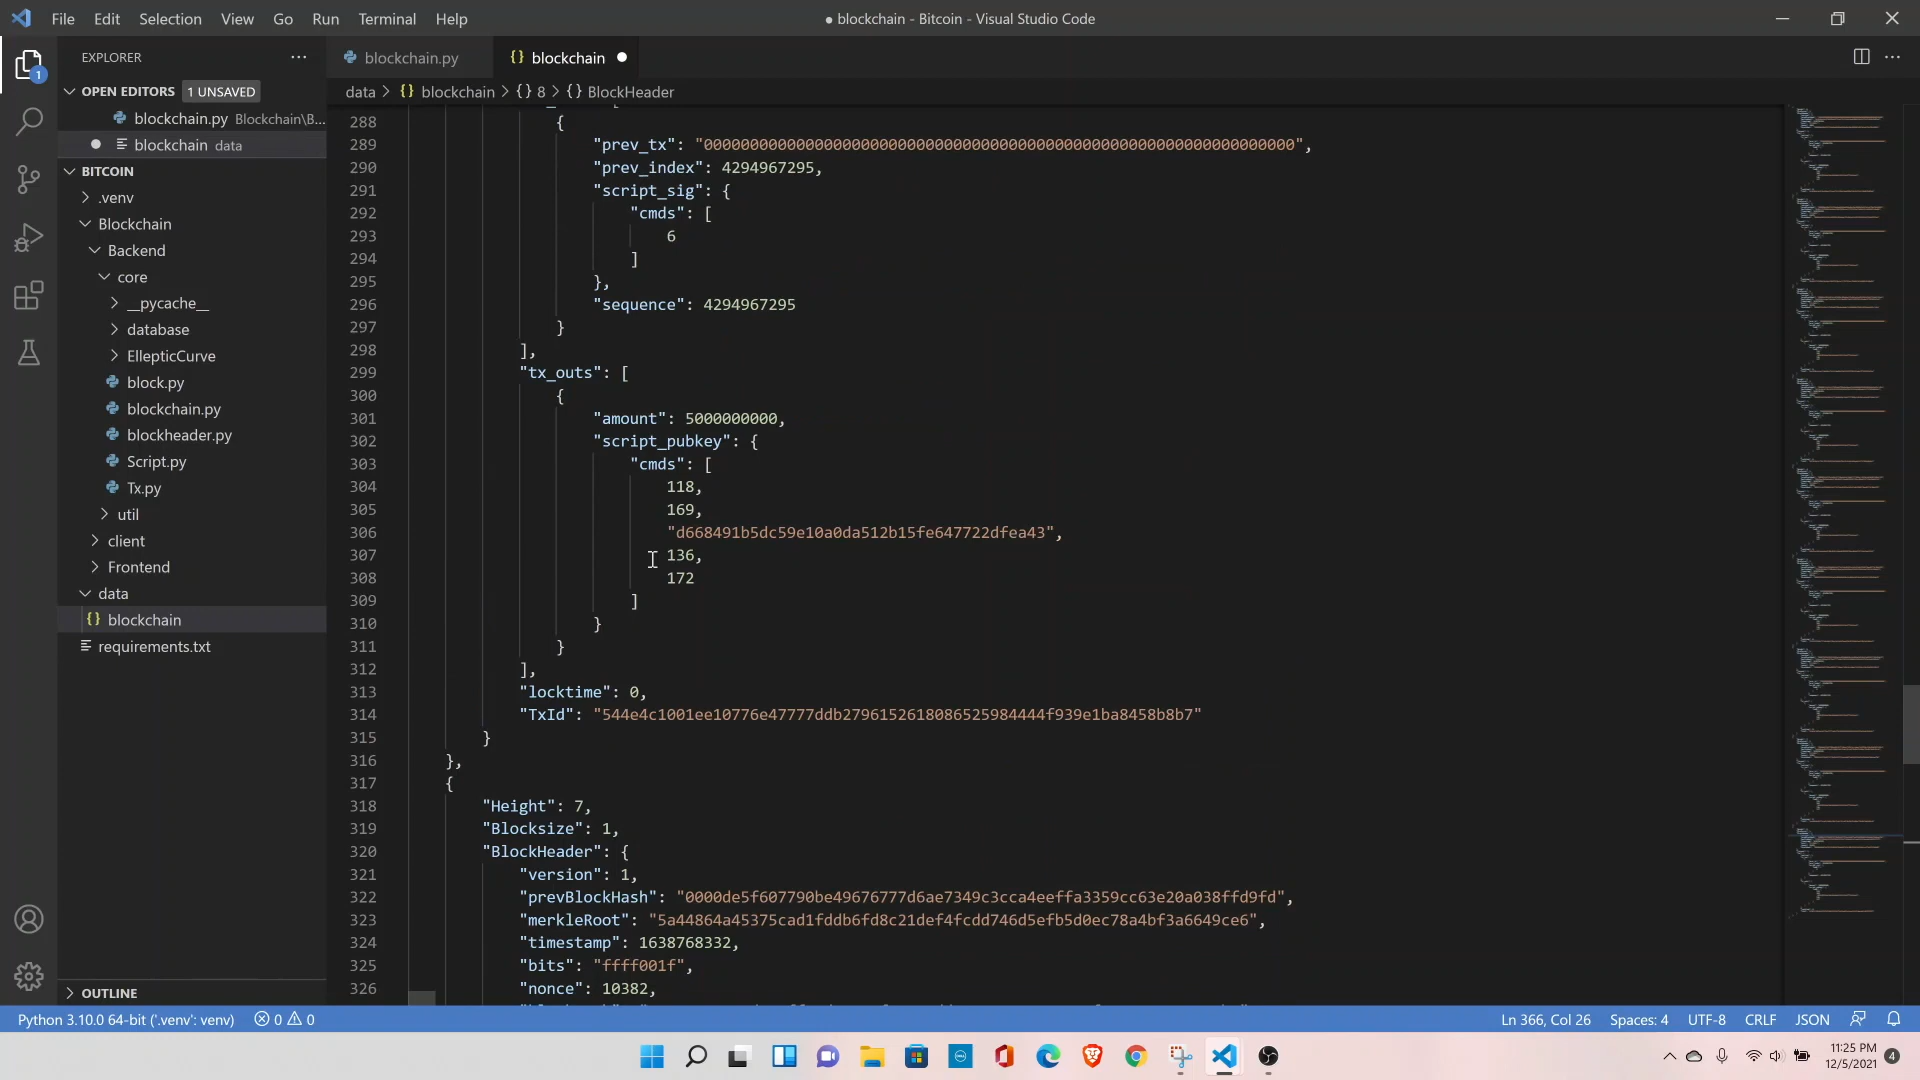 File Edit Selection View Go Run Terminal Help
● blockchain - Bitcoin - Visual Studio Code
EXPLORER
blockchain.py
{} blockchain
data > {} blockchain > {} 8 > {} BlockHeader
OPEN EDITORS 1 UNSAVED
blockchain.py Blockchain\B...
blockchain data
BITCOIN
.venv
Blockchain
Backend
core
__pycache__
database
EllepticCurve
block.py
blockchain.py
blockheader.py
Script.py
Tx.py
util
client
Frontend
data
{} blockchain
requirements.txt
OUTLINE
288 {
289 "prev_tx": "0000000000000000000000000000000000000000000000000000000000000000",
290 "prev_index": 4294967295,
291 "script_sig": {
292 "cmds": [
293 6
294 ]
295 },
296 "sequence": 4294967295
297 }
298 ],
299 "tx_outs": [
300 {
301 "amount": 5000000000,
302 "script_pubkey": {
303 "cmds": [
304 118,
305 169,
306 "d668491b5dc59e10a0da512b15fe647722dfea43",
307 136,
308 172
309 ]
310 }
311 }
312 ],
313 "locktime": 0,
314 "TxId": "544e4c1001ee10776e47777ddb2796152618086525984444f939e1ba8458b8b7"
315 }
316 },
317 {
318 "Height": 7,
319 "Blocksize": 1,
320 "BlockHeader": {
321 "version": 1,
322 "prevBlockHash": "0000de5f607790be49676777d6ae7349c3cca4eeffa3359cc63e20a038ffd9fd",
323 "merkleRoot": "5a44864a45375cad1fddb6fd8c21def4fcdd746d5efb5d0ec78a4bf3a6649ce6",
324 "timestamp": 1638768332,
325 "bits": "ffff001f",
326 "nonce": 10382,
Python 3.10.0 64-bit ('.venv': venv) 0 0
Ln 366, Col 26 Spaces: 4 UTF-8 CRLF JSON
11:25 PM
12/5/2021
4
1